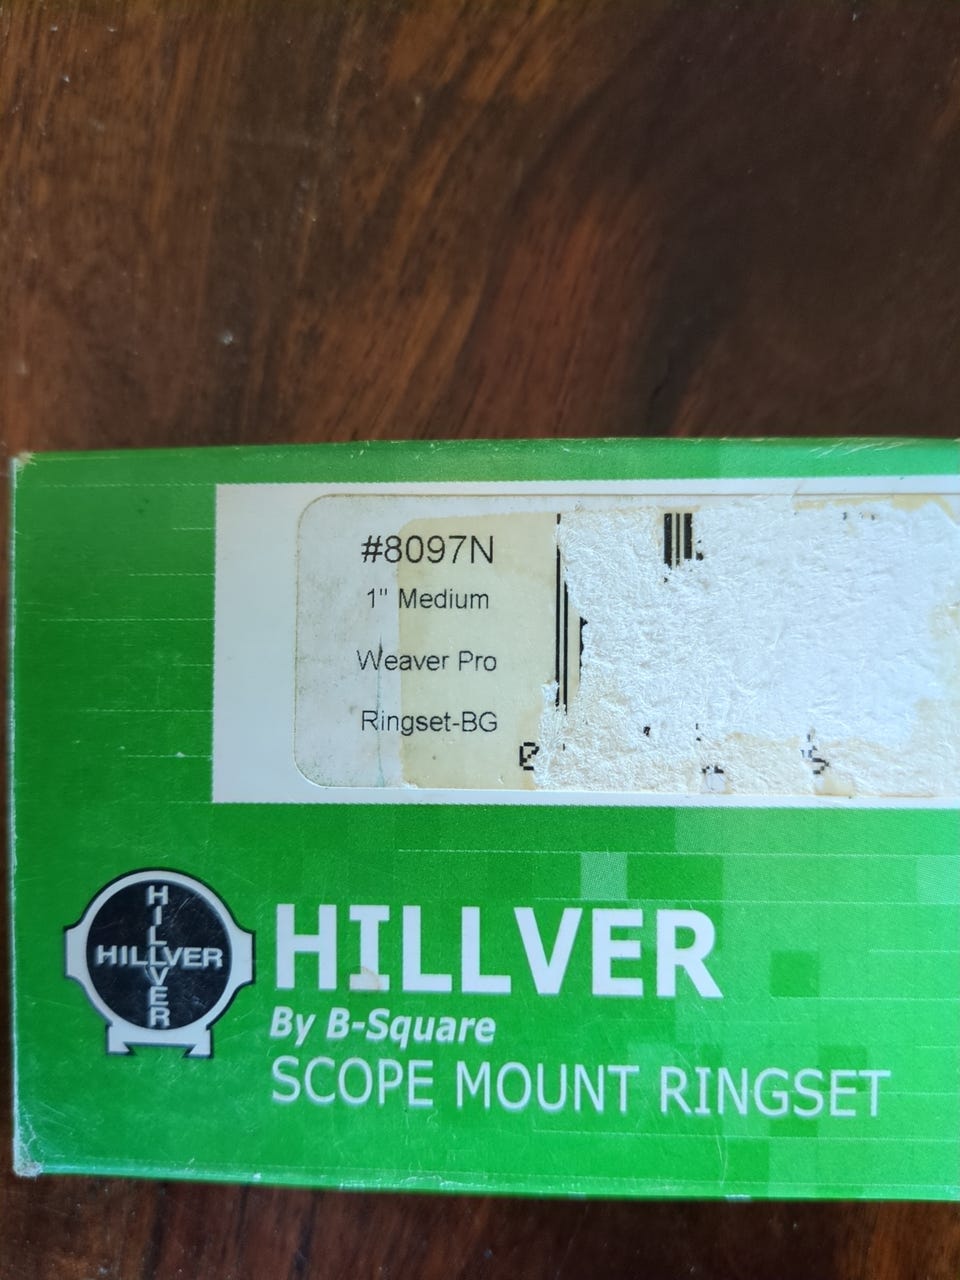 #8097N
1" Medium
Weaver Pro
Ringset-BG
HILLVER
HILLVER
HILLVER
By B-Square
SCOPE MOUNT RINGSET